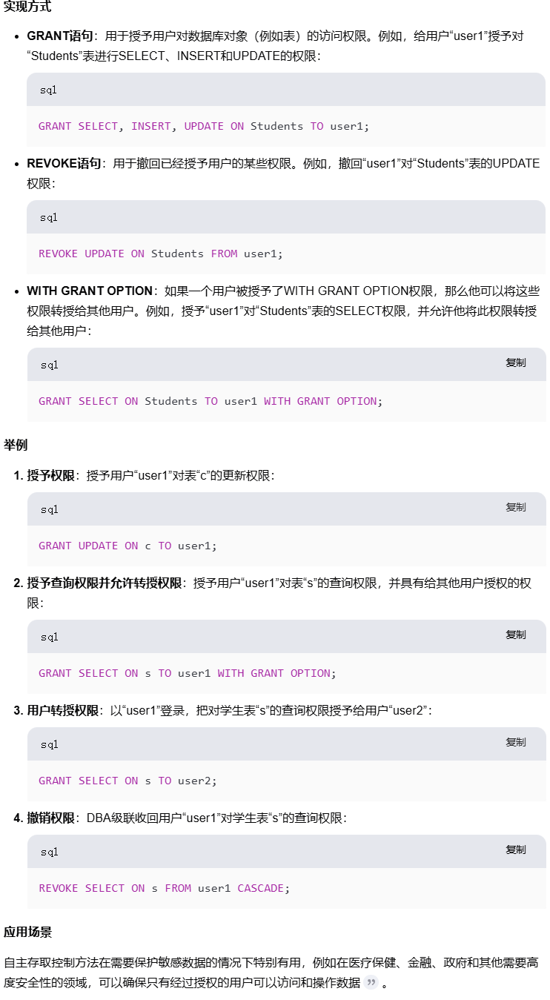 实现方式
• GRANT语句：用于授予用户对数据库对象（例如表）的访问权限。例如，给用户“user1”授予对
“Students”表进行SELECT、INSERT和UPDATE的权限：
sql
GRANT SELECT, INSERT, UPDATE ON Students TO user1;
• REVOKE语句：用于撤回已经授予用户的某些权限。例如，撤回“user1”对“Students”表的UPDATE
权限：
sql
REVOKE UPDATE ON Students FROM user1;
• WITH GRANT OPTION：如果一个用户被授予了WITH GRANT OPTION权限，那么他可以将这些
权限转授给其他用户。例如，授予“user1”对“Students”表的SELECT权限，并允许他将此权限转授
给其他用户：
sql 复制
GRANT SELECT ON Students TO user1 WITH GRANT OPTION;
举例
1. 授予权限：授予用户“user1”对表“c”的更新权限：
sql 复制
GRANT UPDATE ON c TO user1;
2. 授予查询权限并允许转授权限：授予用户“user1”对表“s”的查询权限，并具有给其他用户授权的权
限：
sql 复制
GRANT SELECT ON s TO user1 WITH GRANT OPTION;
3. 用户转授权限：以“user1”登录，把对学生表“s”的查询权限授予给用户“user2”：
sql 复制
GRANT SELECT ON s TO user2;
4. 撤销权限：DBA级联收回用户“user1”对学生表“s”的查询权限：
sql 复制
REVOKE SELECT ON s FROM user1 CASCADE;
应用场景
自主存取控制方法在需要保护敏感数据的情况下特别有用，例如在医疗保健、金融、政府和其他需要高
度安全性的领域，可以确保只有经过授权的用户可以访问和操作数据 ” 。